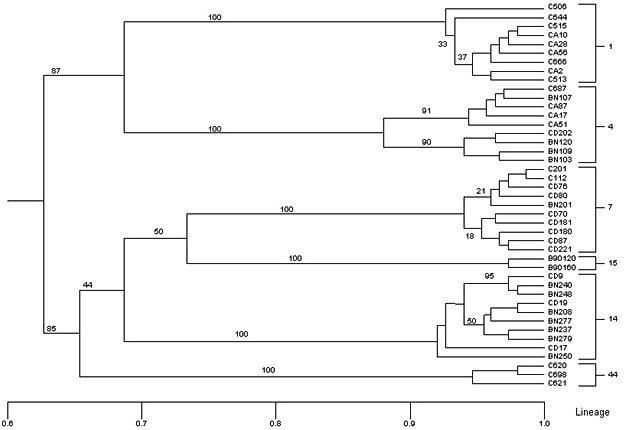 C506
100
C644
C515
33
CA10
CA28
1
37
CA56
C666
CA2
87
C513
C687
BN107
91
CA87
CA17
CA51
4
100
CD202
90
BN120
BN109
BN103
C201
C112
21
CD76
CD80
BN201
7
100
CD70
50
18
CD181
CD180
CD87
CD221
100
B90120
15
B90160
44
95
CD9
BN240
BN248
CD19
BN208
14
50
BN277
85
100
BN237
BN279
CD17
BN250
100
C620
C698
44
C621
0.6 0.7 0.8 0.9 1.0
Lineage